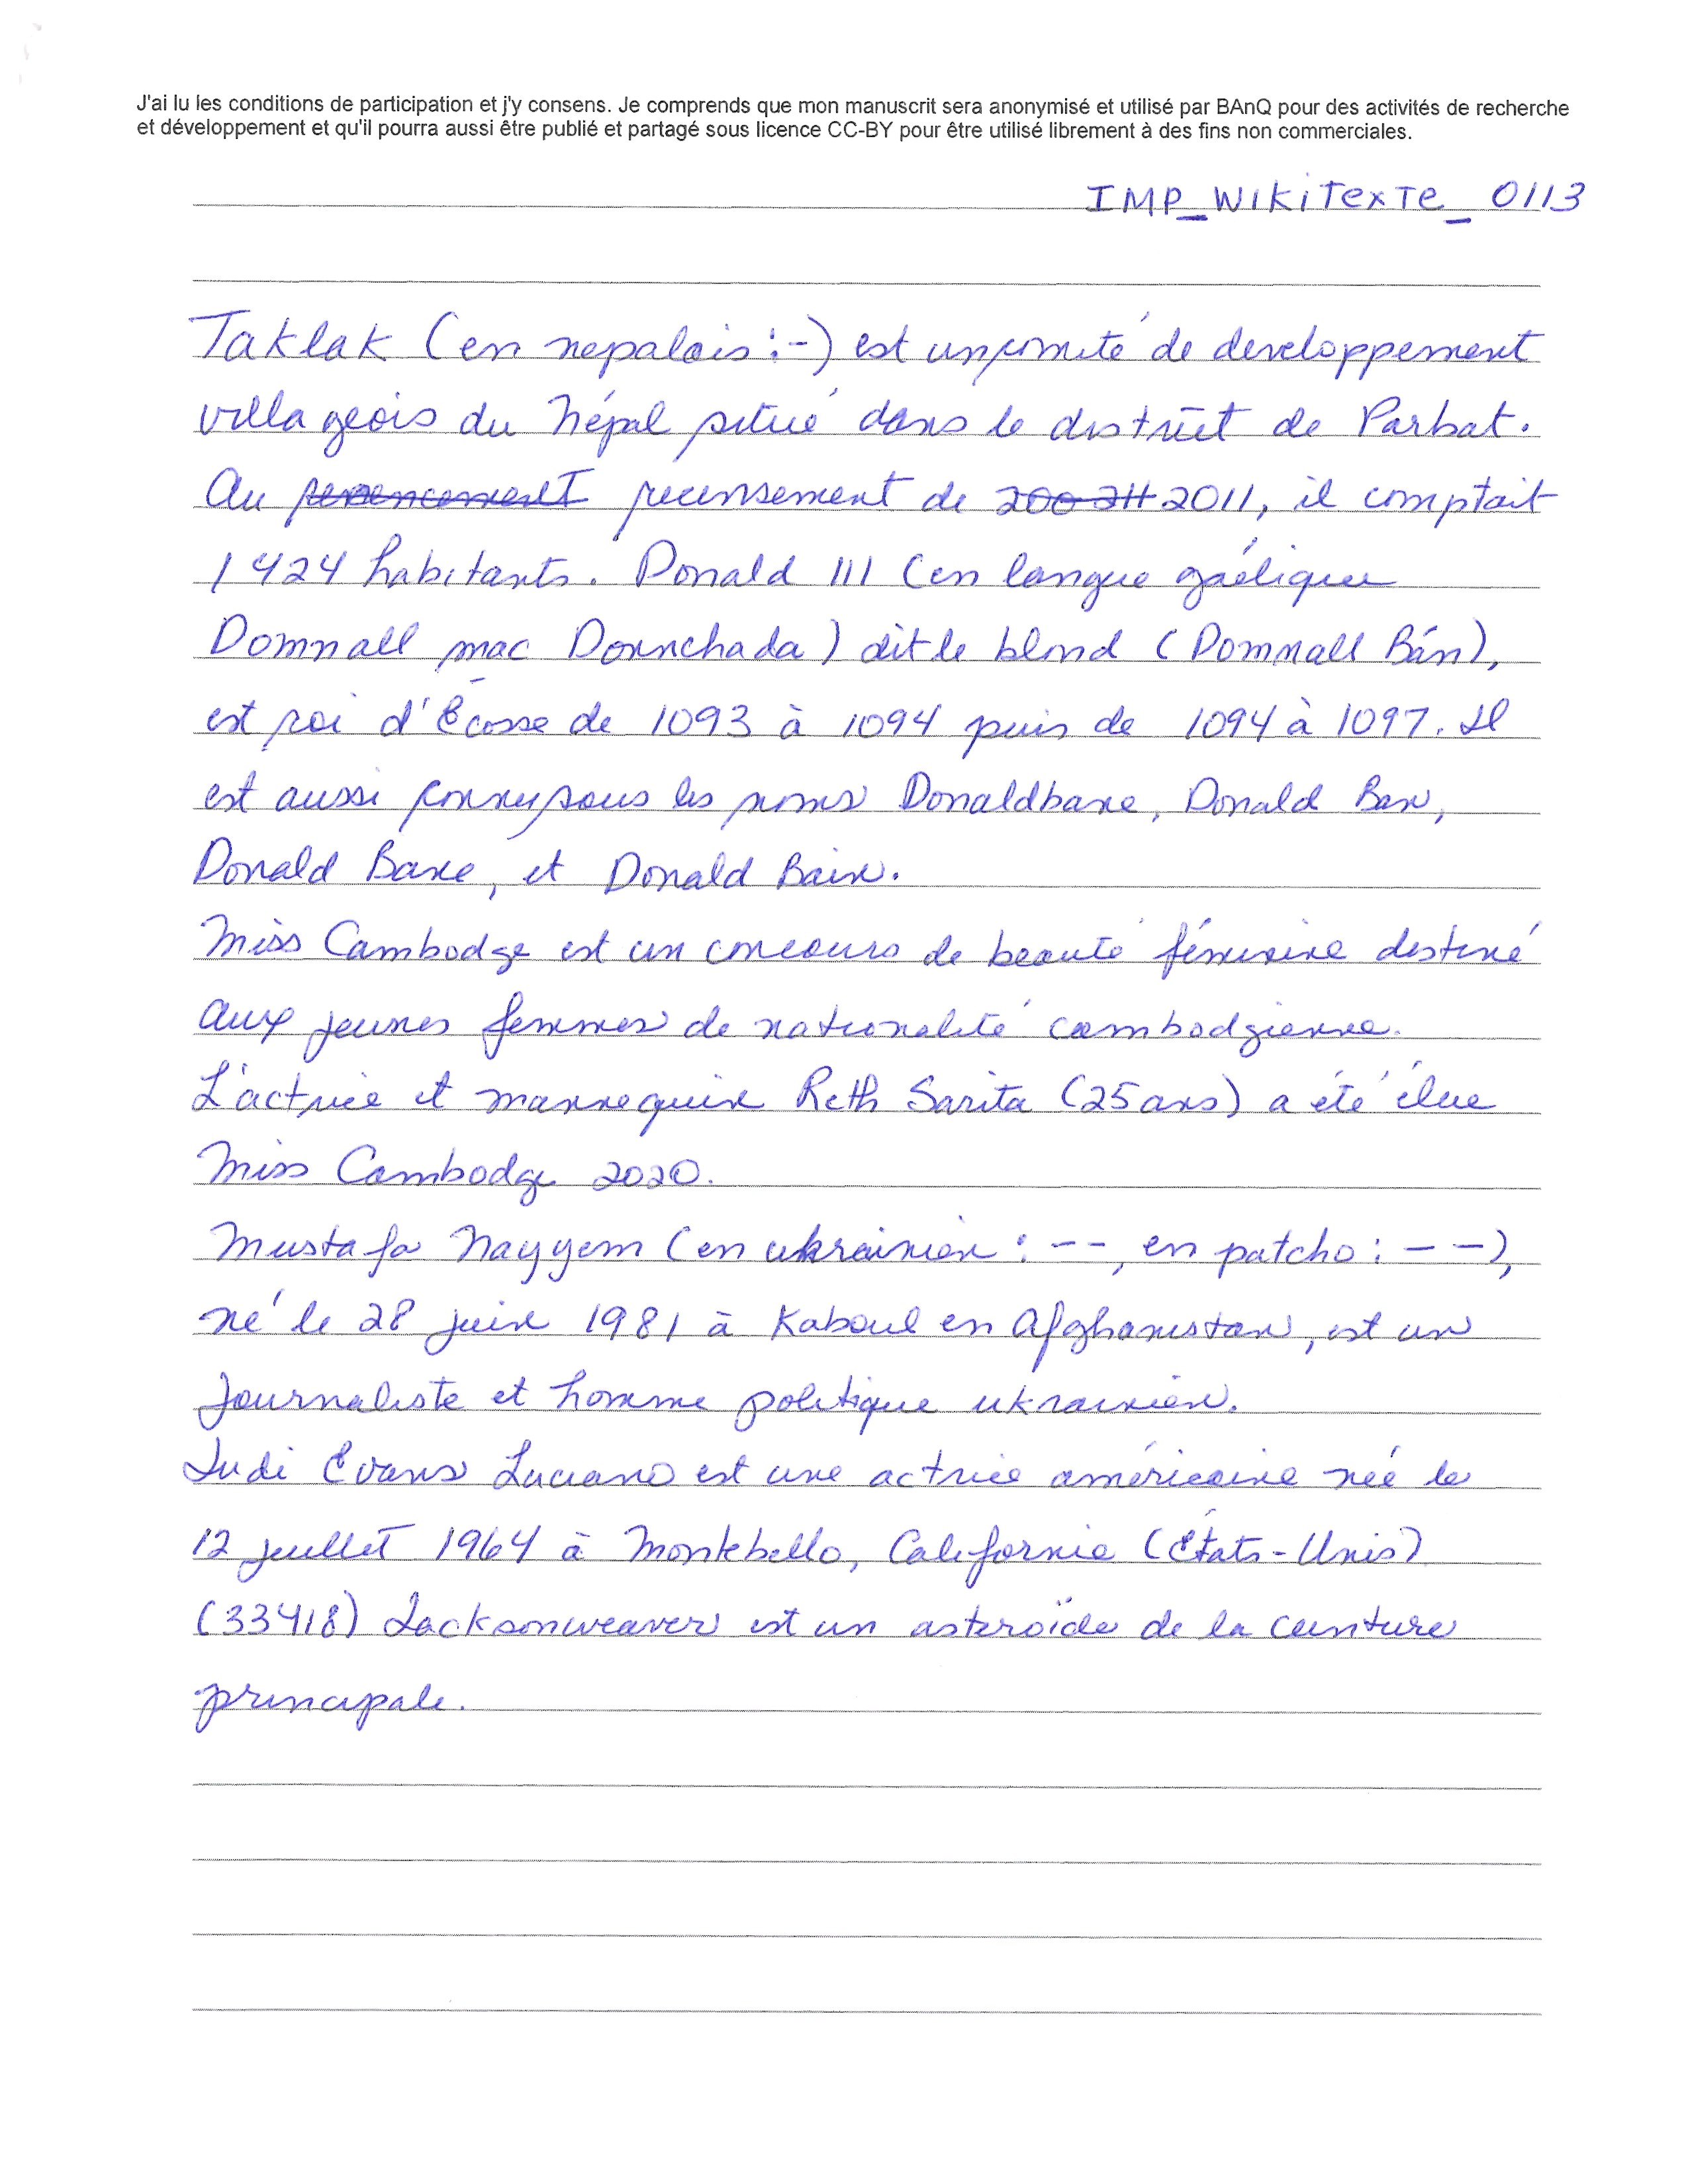 J'ai lu les conditions de participation et j'y consens. Je comprends que mon manuscrit sera anonymisé et utilisé par BAnQ pour des activités de recherche
et développement et qu'il pourra aussi être publié et partagé sous licence CC-BY pour être utilisé librement à des fins non commerciales.
IMP_WIKITEXTE_0113
Taklak (en nepalais :-) est un comité de developpement
villageois du Népal situé dans le district de Parbat.
Au recensement de 2011, il comptait
1 424 habitants. Donald III (en langue gaélique
Domnall mac Donnchada) dit le blond (Domnall Bán),
est roi d'Écosse de 1093 à 1094 puis de 1094 à 1097. Il
est aussi connu sous les noms Donaldbane, Donald Ban,
Donald Bane, et Donald Bain.
Miss Cambodge est un concours de beauté féminine destiné
aux jeunes femmes de nationalité cambodgienne.
L'actrice et mannequin Reth Sarita (25 ans) a été élue
Miss Cambodge 2020.
Mustafa Nayyem (en ukrainien : --, en patcho : --),
né le 28 juin 1981 à Kaboul en Afghanistan, est un
journaliste et homme politique ukrainien.
Judi Evans Luciano est une actrice américaine née le
12 juillet 1964 à Montebello, Californie (États-Unis)
(33418) Jacksonweaver est un astéroïde de la ceinture
principale.